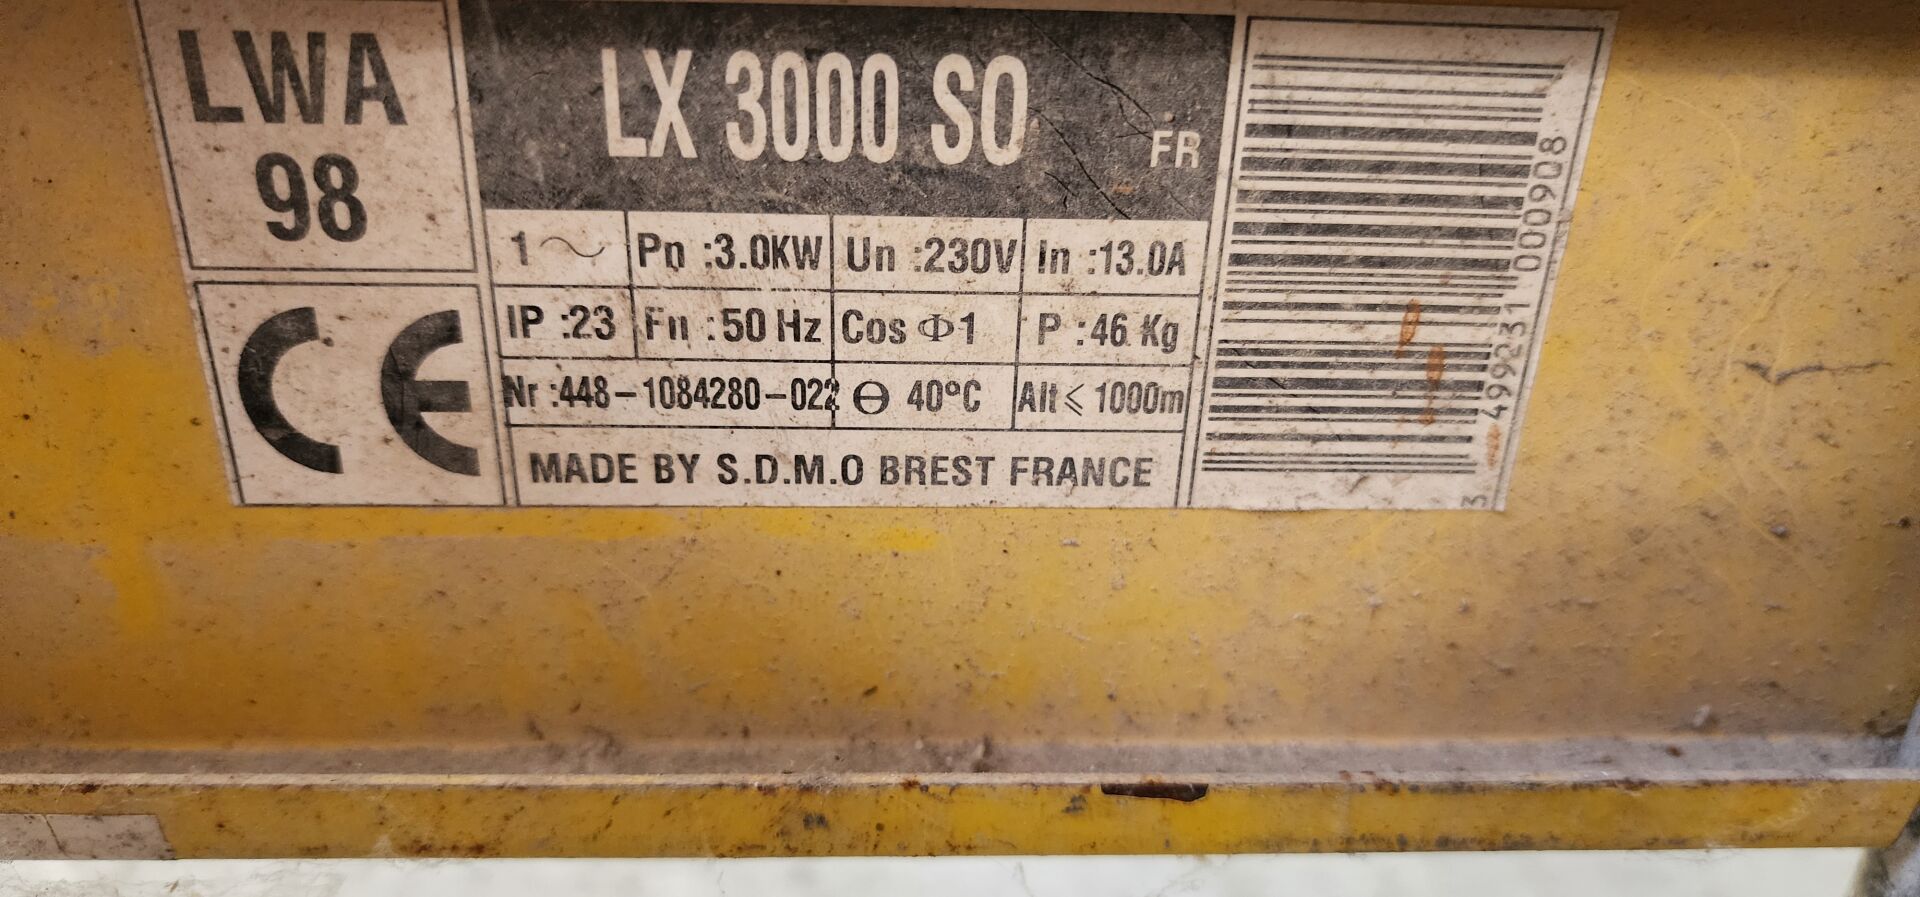 LWA
98
LX 3000 SO FR
1 ~ Pn :3.0KW Un :230V In :13.0A
IP :23 Fn :50 Hz Cos Φ1 P :46 Kg
Nr :448-1084280-022 θ 40°C Alt ⩽ 1000m
MADE BY S.D.M.O BREST FRANCE
CE
3 499231 000908